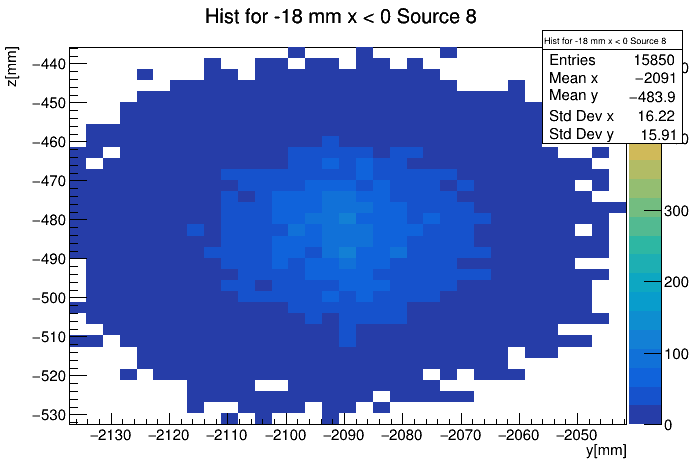 Hist for -18 mm x < 0 Source 8
Hist for -18 mm x < 0 Source 8
Entries 15850
Mean x −2091
Mean y −483.9
Std Dev x 16.22
Std Dev y 15.91
z[mm]
−440
−450
−460
−470
−480
−490
−500
−510
−520
−530
−2130
−2120
−2110
−2100
−2090
−2080
−2070
−2060
−2050
y[mm]
0
0
300
200
100
0